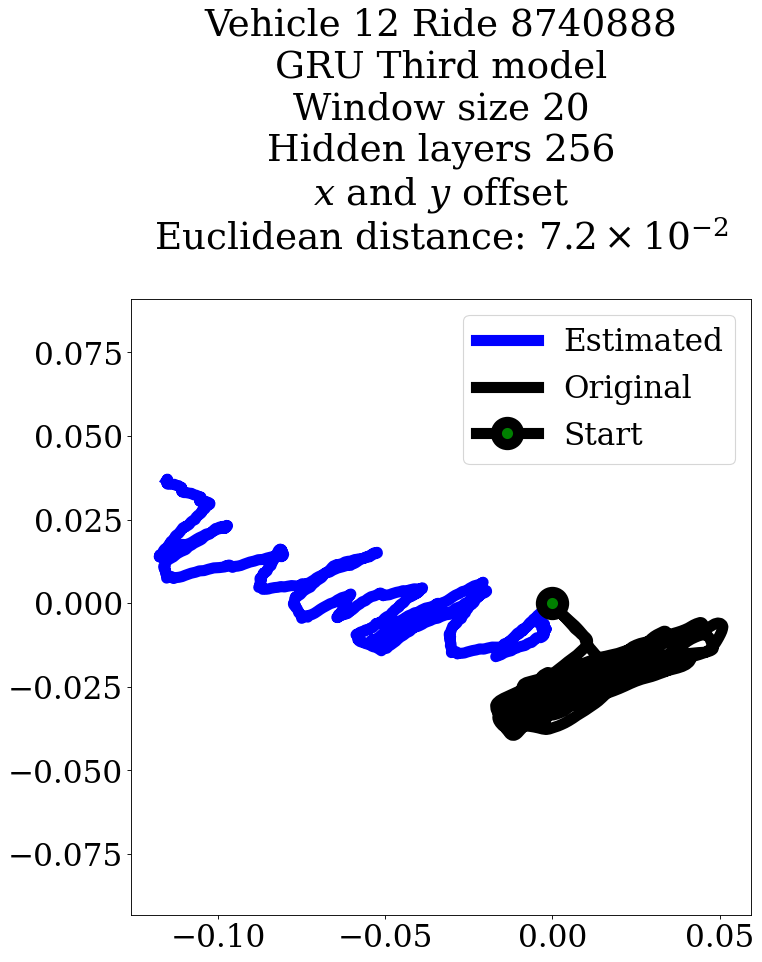 Vehicle 12 Ride 8740888
GRU Third model
Window size 20
Hidden layers 256
x and y offset
Euclidean distance: 7.2 × 10⁻²
Estimated
Original
Start
0.075
0.050
0.025
0.000
−0.025
−0.050
−0.075
−0.10 −0.05 0.00 0.05